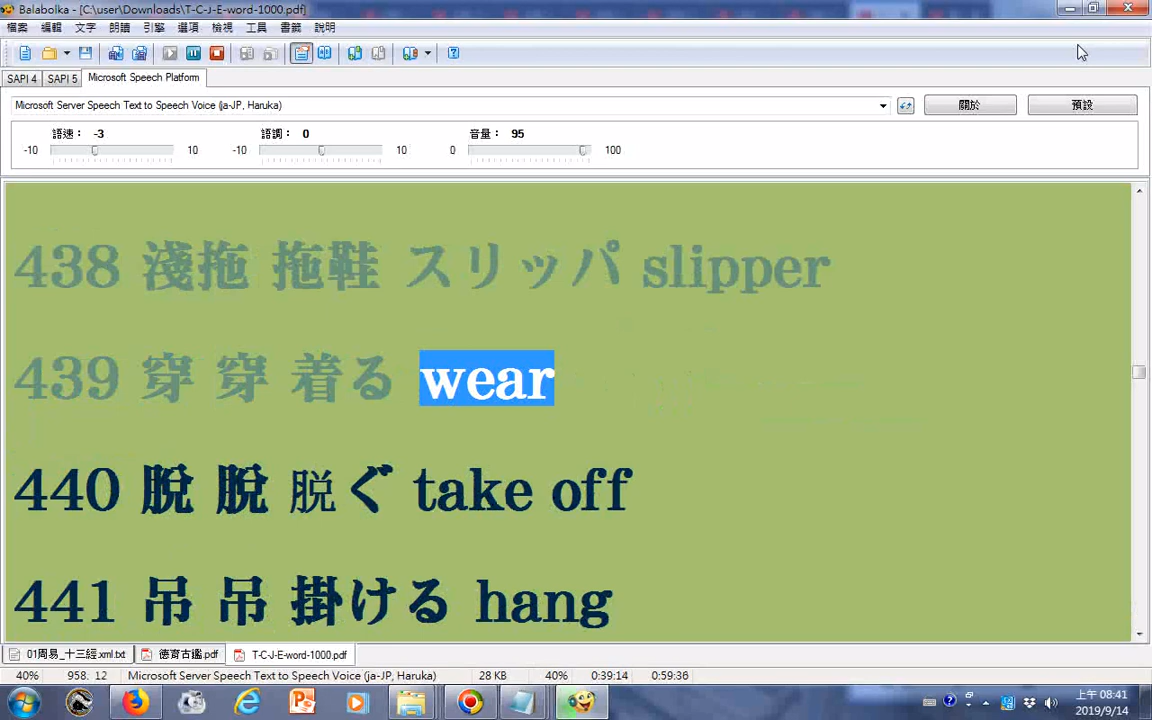 Balabolka - [C:\user\Downloads\T-C-J-E-word-1000.pdf]
檔案 編輯 文字 朗讀 引擎 選項 檢視 工具 書籤 說明
SAPI 4 SAPI 5 Microsoft Speech Platform
Microsoft Server Speech Text to Speech Voice (ja-JP, Haruka) 關於 預設
語速： -3 語調： 0 音量： 95
-10 10 -10 10 0 100
438 淺拖 拖鞋 スリッパ slipper
439 穿 穿 着る wear
440 脫 脫 脱ぐ take off
441 吊 吊 掛ける hang
01周易_十三經.xml.txt 德育古鑑.pdf T-C-J-E-word-1000.pdf
40% 958. 12 Microsoft Server Speech Text to Speech Voice (ja-JP, Haruka) 28 KB 40% 0:39:14 0:59:36
上午 08:41
2019/9/14